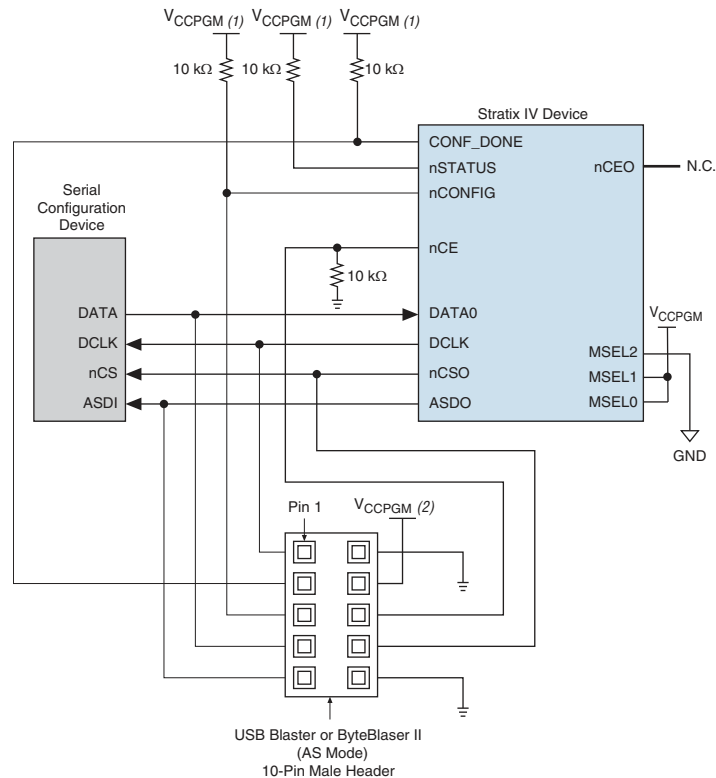 VCCPGM (1) VCCPGM (1) VCCPGM (1)
10 kΩ 10 kΩ 10 kΩ
Stratix IV Device
CONF_DONE
nSTATUS
nCONFIG
nCE
nCEO N.C.
10 kΩ
Serial
Configuration
Device
DATA
DCLK
nCS
ASDI
DATA0
DCLK
nCSO
ASDO
VCCPGM
MSEL2
MSEL1
MSEL0
GND
Pin 1
VCCPGM (2)
USB Blaster or ByteBlaser II
(AS Mode)
10-Pin Male Header